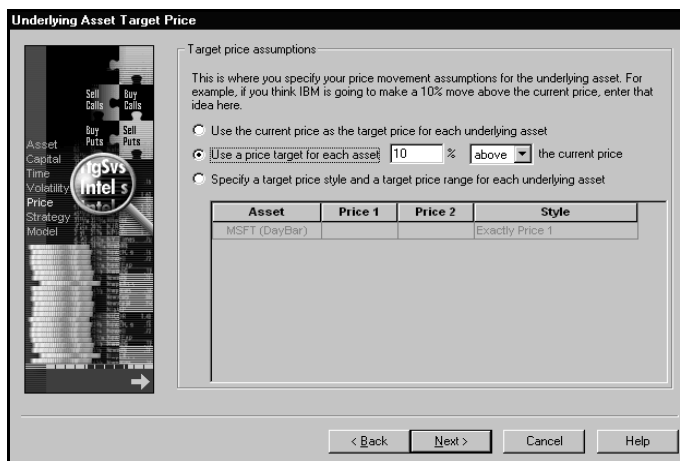 Underlying Asset Target Price
Sell Calls
Buy Calls
Buy Puts
Sell Puts
Asset
Capital
Time
Volatility
Price
Strategy
Model
Intel s
Target price assumptions
This is where you specify your price movement assumptions for the underlying asset. For
example, if you think IBM is going to make a 10% move above the current price, enter that
idea here.
Use the current price as the target price for each underlying asset
Use a price target for each asset 10 % above the current price
Specify a target price style and a target price range for each underlying asset
Asset Price 1 Price 2 Style
MSFT (DayBar) Exactly Price 1
< Back Next > Cancel Help